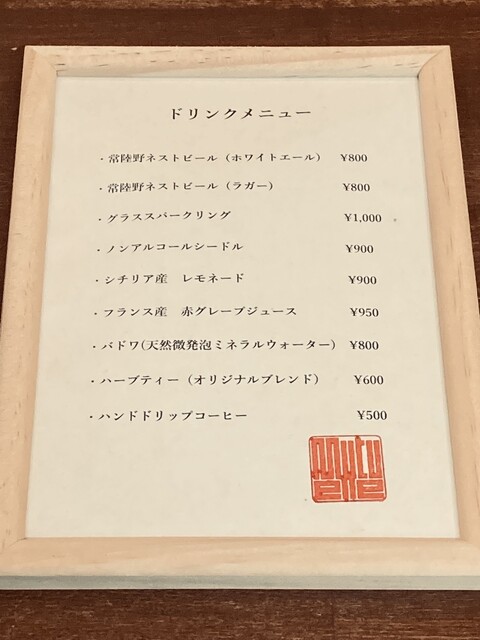 ドリンクメニュー
・常陸野ネストビール（ホワイトエール） ¥800
・常陸野ネストビール（ラガー） ¥800
・グラススパークリング ¥1,000
・ノンアルコールシードル ¥900
・シチリア産　レモネード ¥900
・フランス産　赤グレープジュース ¥950
・バドワ(天然微発泡ミネラルウォーター) ¥800
・ハーブティー（オリジナルブレンド） ¥600
・ハンドドリップコーヒー ¥500